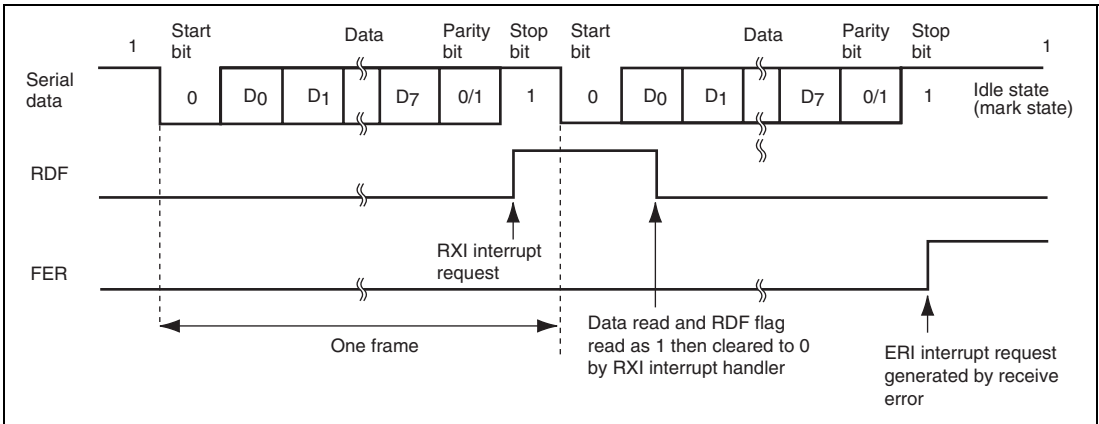 1 Start bit Data Parity bit Stop bit Start bit Data Parity bit Stop bit 1
Serial data 0 D0 D1 D7 0/1 1 0 D0 D1 D7 0/1 1 Idle state (mark state)
RDF
RXI interrupt
request
FER
One frame
Data read and RDF flag
read as 1 then cleared to 0
by RXI interrupt handler
ERI interrupt request
generated by receive
error